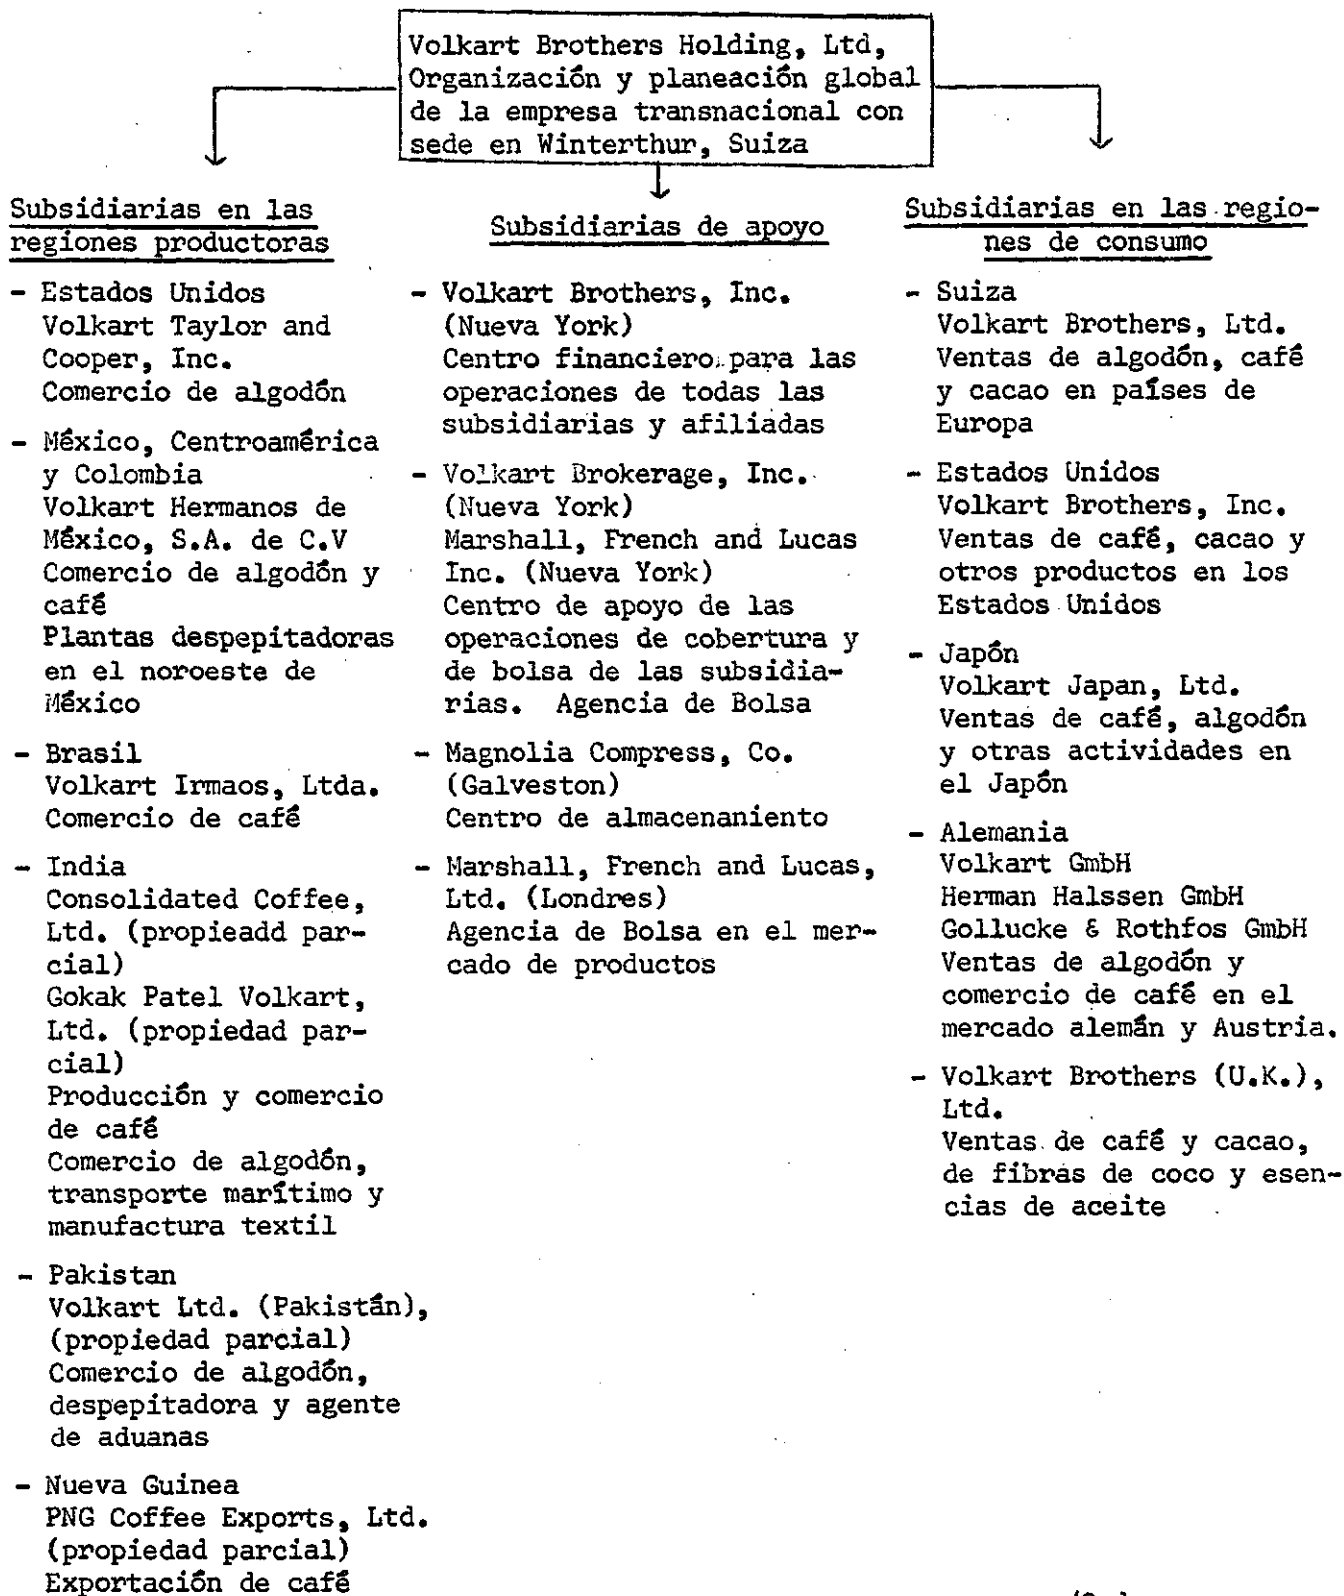 Volkart Brothers Holding, Ltd,
Organización y planeación global
de la empresa transnacional con
sede en Winterthur, Suiza
Subsidiarias en las
regiones productoras
- Estados Unidos
Volkart Taylor and
Cooper, Inc.
Comercio de algodón
- México, Centroamérica
y Colombia
Volkart Hermanos de
México, S.A. de C.V
Comercio de algodón y
café
Plantas despepitadoras
en el noroeste de
México
- Brasil
Volkart Irmaos, Ltda.
Comercio de café
- India
Consolidated Coffee,
Ltd. (propieadd par-
cial)
Gokak Patel Volkart,
Ltd. (propiedad par-
cial)
Producción y comercio
de café
Comercio de algodón,
transporte marítimo y
manufactura textil
- Pakistan
Volkart Ltd. (Pakistán),
(propiedad parcial)
Comercio de algodón,
despepitadora y agente
de aduanas
- Nueva Guinea
PNG Coffee Exports, Ltd.
(propiedad parcial)
Exportación de café
Subsidiarias de apoyo
- Volkart Brothers, Inc.
(Nueva York)
Centro financiero para las
operaciones de todas las
subsidiarias y afiliadas
- Volkart Brokerage, Inc.
(Nueva York)
Marshall, French and Lucas
Inc. (Nueva York)
Centro de apoyo de las
operaciones de cobertura y
de bolsa de las subsidia-
rias. Agencia de Bolsa
- Magnolia Compress, Co.
(Galveston)
Centro de almacenaniento
- Marshall, French and Lucas,
Ltd. (Londres)
Agencia de Bolsa en el mer-
cado de productos
Subsidiarias en las regio-
nes de consumo
- Suiza
Volkart Brothers, Ltd.
Ventas de algodón, café
y cacao en países de
Europa
- Estados Unidos
Volkart Brothers, Inc.
Ventas de café, cacao y
otros productos en los
Estados Unidos
- Japón
Volkart Japan, Ltd.
Ventas de café, algodón
y otras actividades en
el Japón
- Alemania
Volkart GmbH
Herman Halssen GmbH
Gollucke & Rothfos GmbH
Ventas de algodón y
comercio de café en el
mercado alemán y Austria.
- Volkart Brothers (U.K.),
Ltd.
Ventas de café y cacao,
de fibras de coco y esen-
cias de aceite